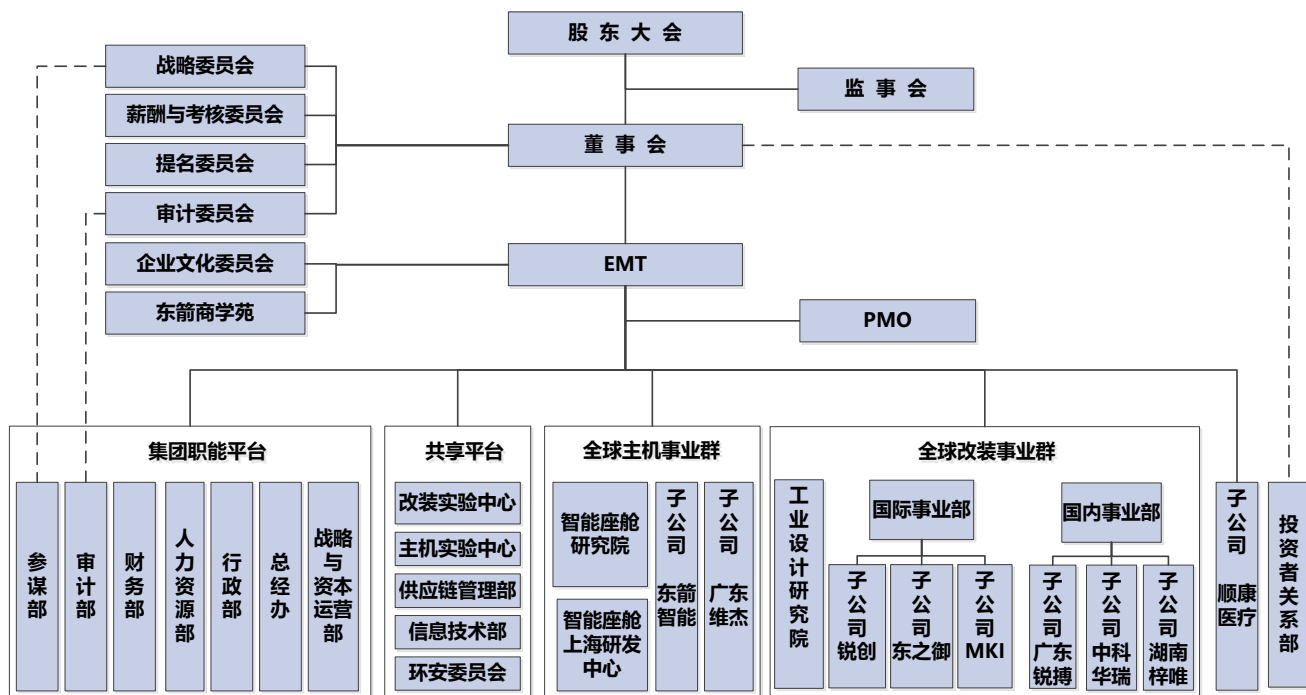 股东大会
战略委员会
监事会
薪酬与考核委员会
董事会
提名委员会
审计委员会
企业文化委员会
EMT
东箭商学苑
PMO
集团职能平台
参谋部
审计部
财务部
人力资源部
行政部
总经办
战略与资本运营部
共享平台
改装实验中心
主机实验中心
供应链管理部
信息技术部
环安委员会
全球主机事业群
智能座舱
研究院
智能座舱
上海研发
中心
子公司
东箭
智能
子公司
广东
维杰
全球改装事业群
工业设计研究院
国际事业部
子公司
锐创
子公司
东之御
子公司
MKI
国内事业部
子公司
广东
锐搏
子公司
中科
华瑞
子公司
湖南
梓唯
子公司
顺康
医疗
投资者关系部